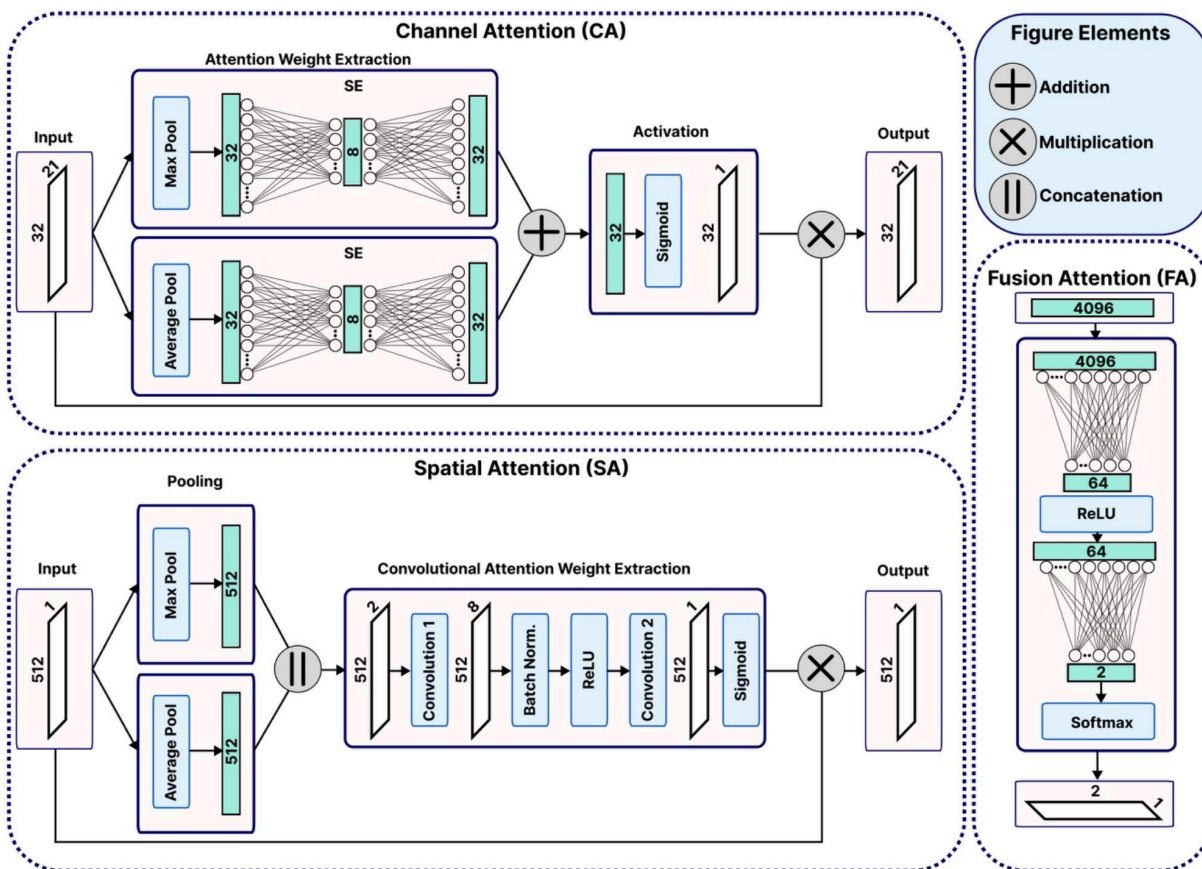 Channel Attention (CA)
Attention Weight Extraction
Input
21
32
Max Pool
32
SE
8
32
Average Pool
32
SE
8
32
Activation
32
Sigmoid
32
1
Output
21
32
Figure Elements
Addition
Multiplication
Concatenation
Spatial Attention (SA)
Pooling
Input
1
512
Max Pool
512
Average Pool
512
Convolutional Attention Weight Extraction
2
512
Convolution 1
8
512
Batch Norm.
ReLU
Convolution 2
1
512
Sigmoid
Output
1
512
Fusion Attention (FA)
4096
4096
64
ReLU
64
2
Softmax
2
1